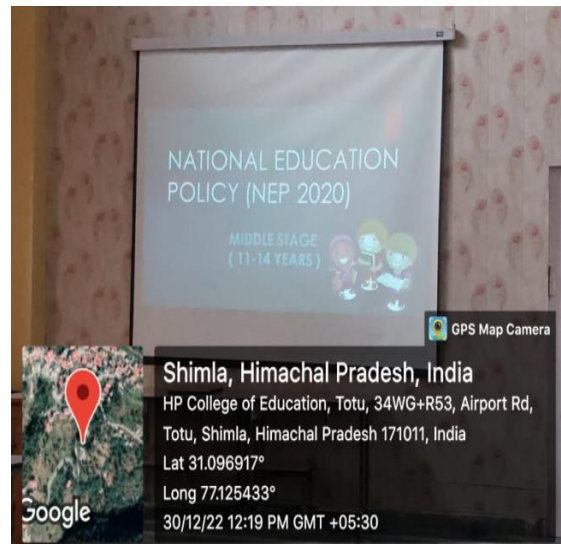 NATIONAL EDUCATION
POLICY (NEP 2020)
MIDDLE STAGE
( 11-14 YEARS )
GPS Map Camera
Shimla, Himachal Pradesh, India
HP College of Education, Totu, 34WG+R53, Airport Rd,
Totu, Shimla, Himachal Pradesh 171011, India
Lat 31.096917°
Long 77.125433°
30/12/22 12:19 PM GMT +05:30
Google